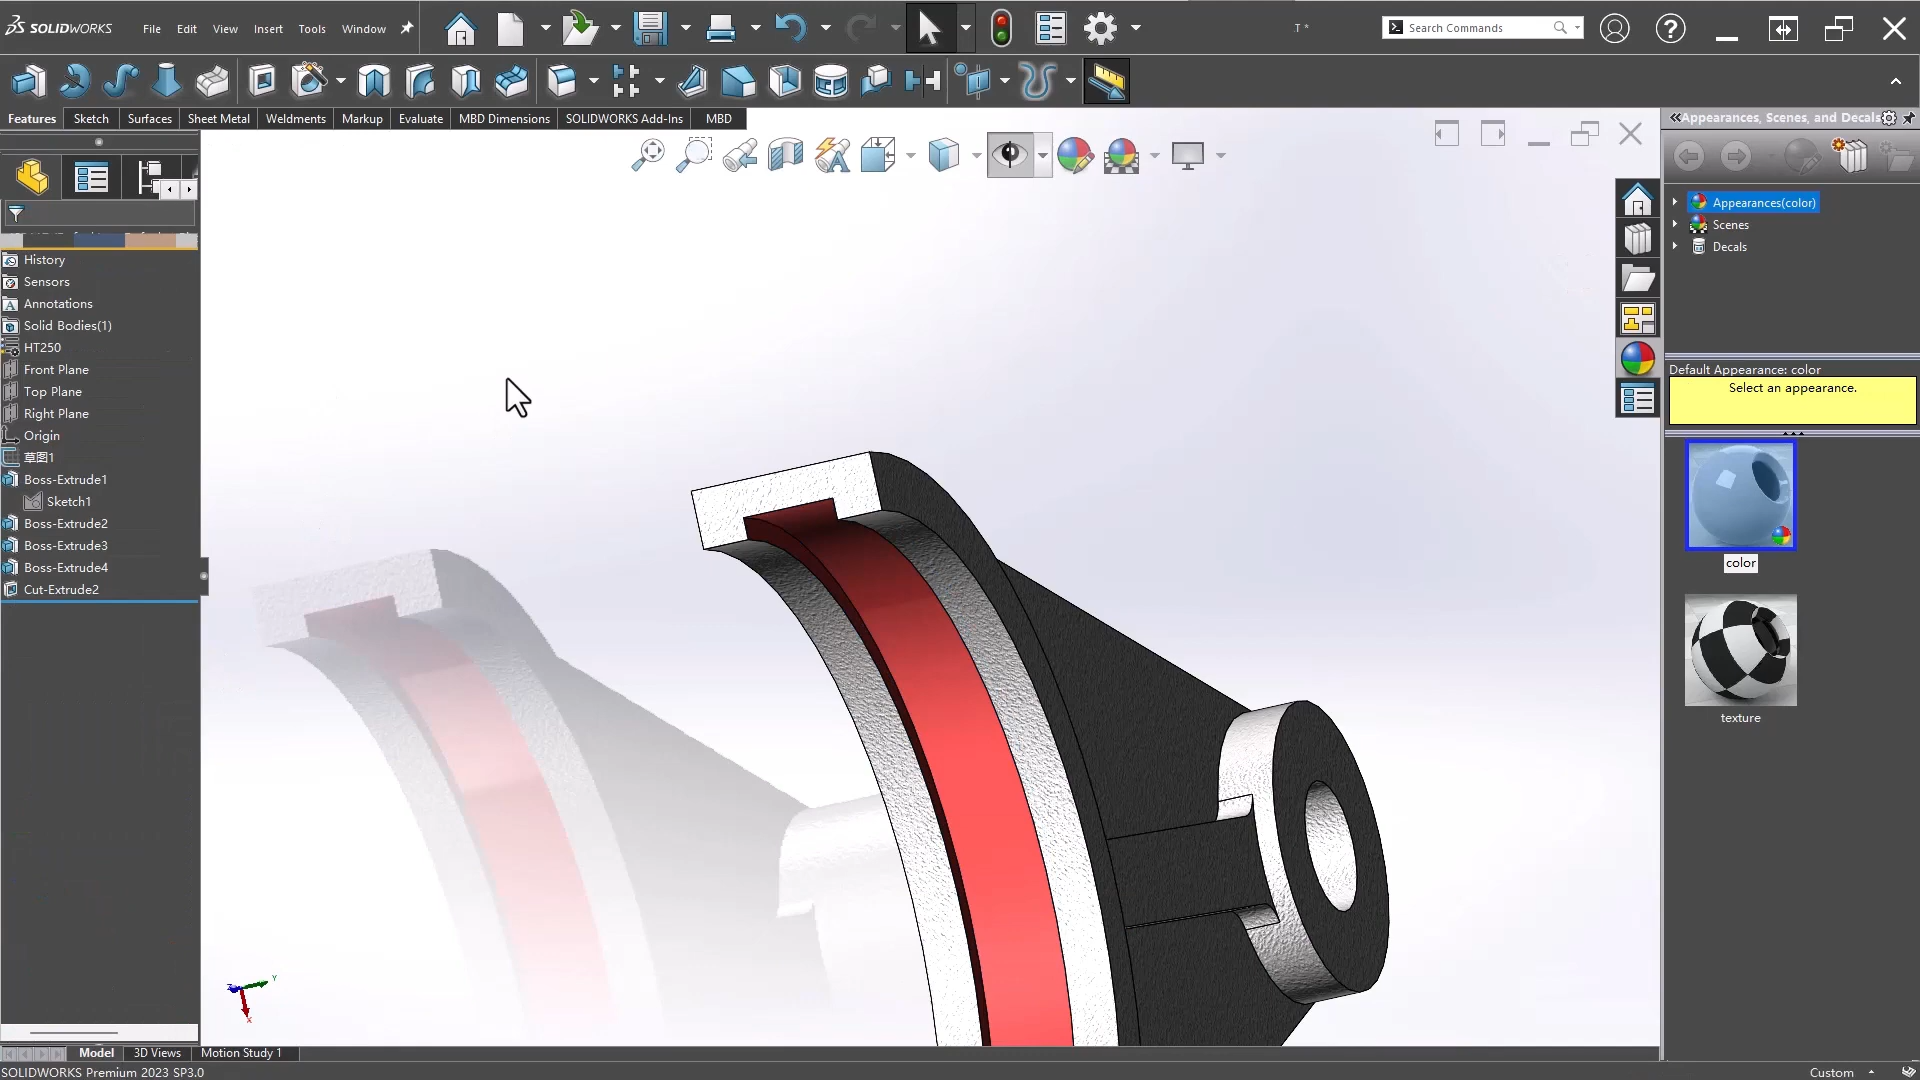 SOLIDWORKS File Edit View Insert Tools Window
T *
Search Commands
Features Sketch Surfaces Sheet Metal Weldments Markup Evaluate MBD Dimensions SOLIDWORKS Add-Ins MBD
Appearances, Scenes, and Decals
Appearances(color)
Scenes
Decals
History
Sensors
Annotations
Solid Bodies(1)
HT250
Front Plane
Top Plane
Right Plane
Origin
草图1
Boss-Extrude1
Sketch1
Boss-Extrude2
Boss-Extrude3
Boss-Extrude4
Cut-Extrude2
Default Appearance: color
Select an appearance.
color
texture
Y
Z
X
Model 3D Views Motion Study 1
SOLIDWORKS Premium 2023 SP3.0
Custom